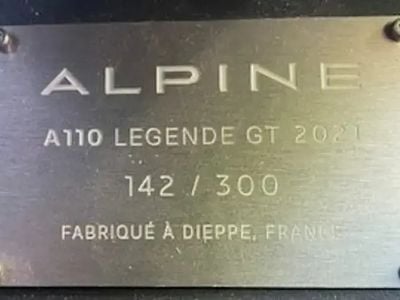 ALPINE
A110 LEGENDE GT 2021
142 / 300
FABRIQUÉ À DIEPPE, FRANCE